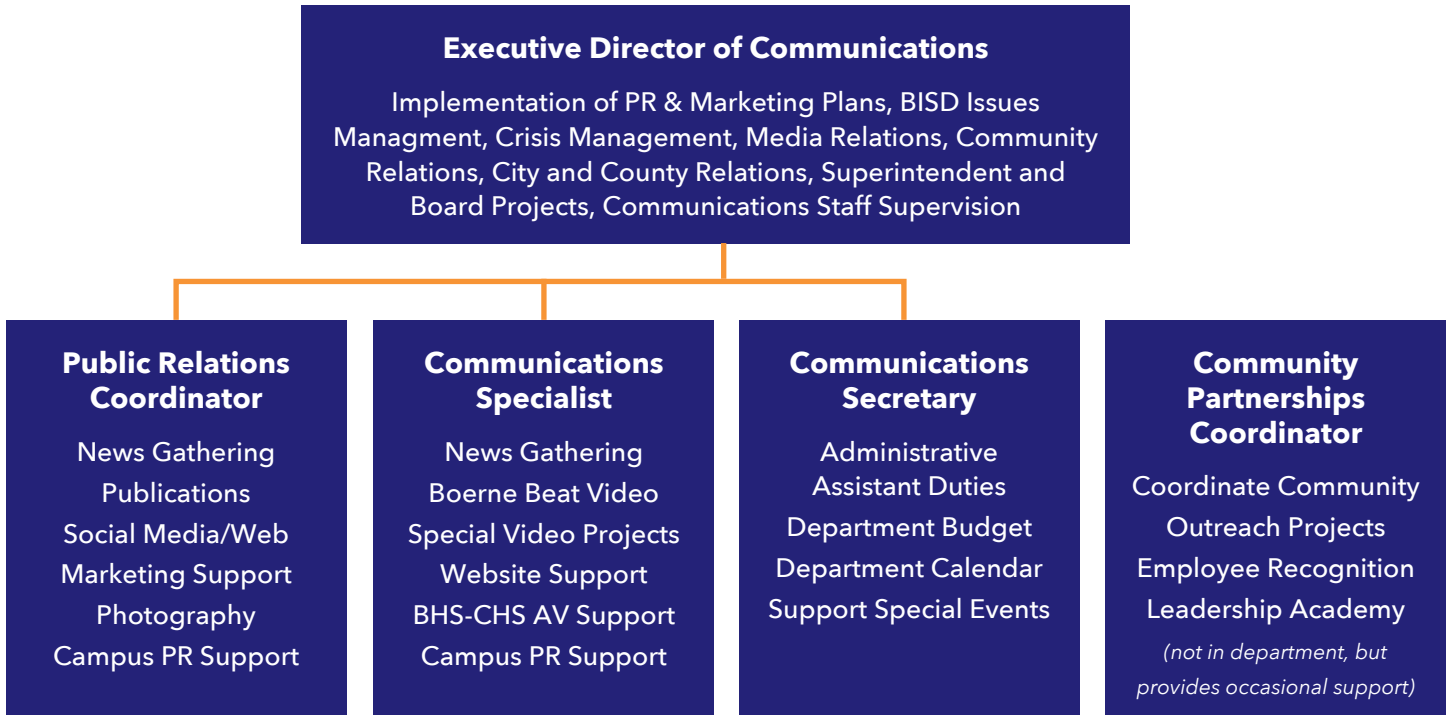 Executive Director of Communications
Implementation of PR & Marketing Plans, BISD Issues
Managment, Crisis Management, Media Relations, Community
Relations, City and County Relations, Superintendent and
Board Projects, Communications Staff Supervision
Public Relations
Coordinator
News Gathering
Publications
Social Media/Web
Marketing Support
Photography
Campus PR Support
Communications
Specialist
News Gathering
Boerne Beat Video
Special Video Projects
Website Support
BHS-CHS AV Support
Campus PR Support
Communications
Secretary
Administrative
Assistant Duties
Department Budget
Department Calendar
Support Special Events
Community
Partnerships
Coordinator
Coordinate Community
Outreach Projects
Employee Recognition
Leadership Academy
(not in department, but
provides occasional support)